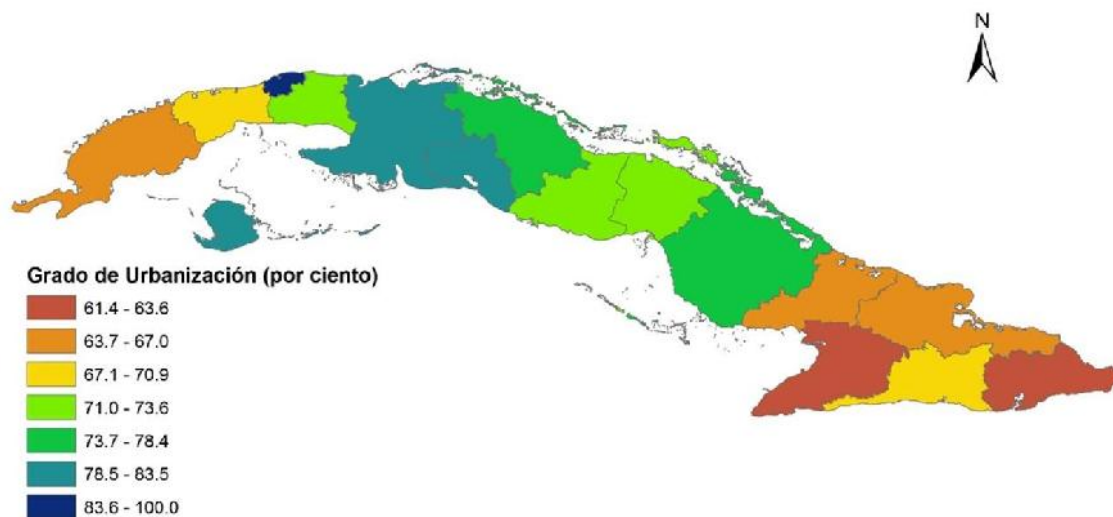 N
Grado de Urbanización (por ciento)
61.4 - 63.6
63.7 - 67.0
67.1 - 70.9
71.0 - 73.6
73.7 - 78.4
78.5 - 83.5
83.6 - 100.0